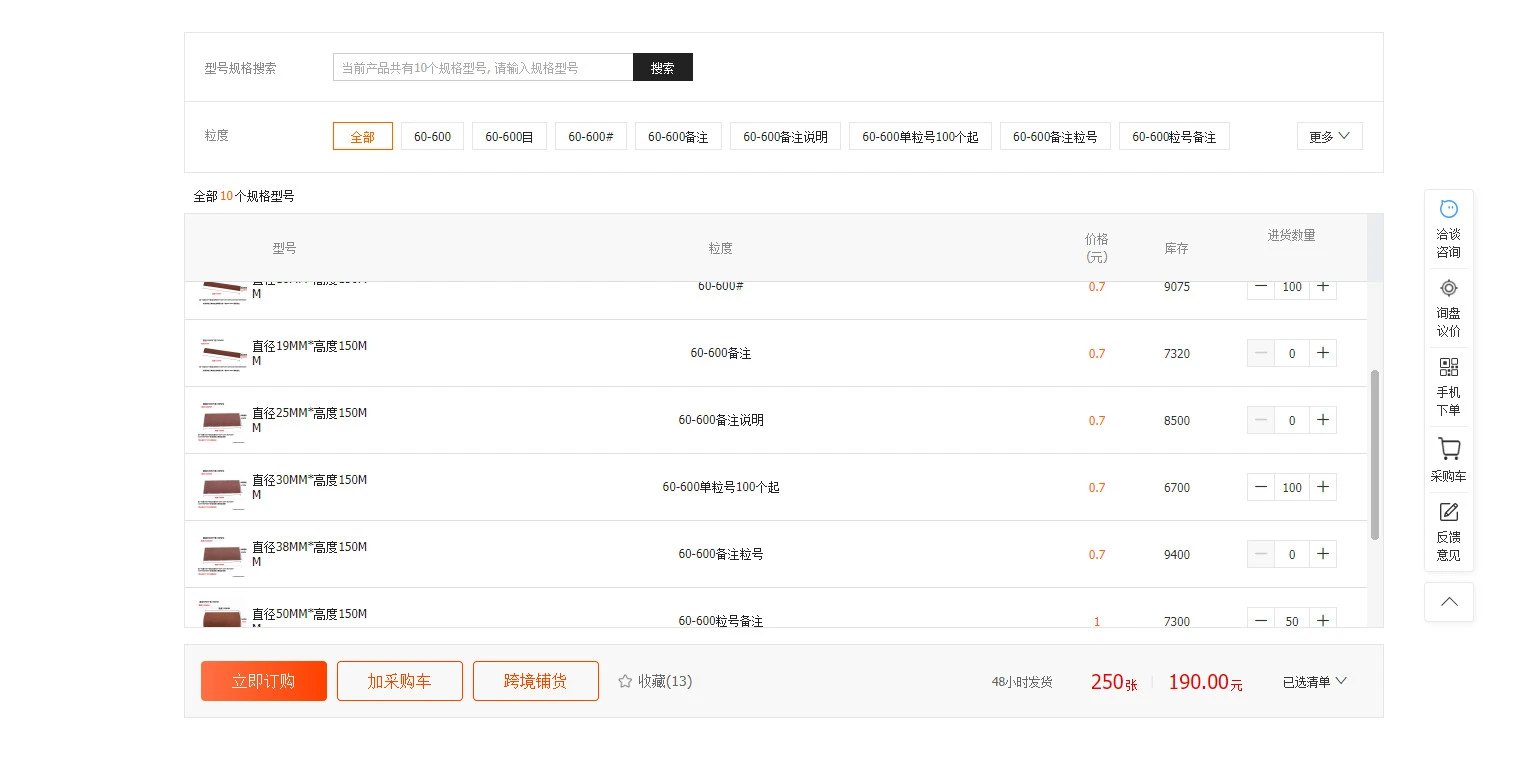 型号规格搜索
当前产品共有10个规格型号, 请输入规格型号
搜索
粒度
全部
60-600
60-600目
60-600#
60-600备注
60-600备注说明
60-600单粒号100个起
60-600备注粒号
60-600粒号备注
更多
全部10个规格型号
型号
粒度
价格
(元)
库存
进货数量
M
60-600#
0.7
9075
100
直径19MM*高度150M
M
60-600备注
0.7
7320
0
直径25MM*高度150M
M
60-600备注说明
0.7
8500
0
直径30MM*高度150M
M
60-600单粒号100个起
0.7
6700
100
直径38MM*高度150M
M
60-600备注粒号
0.7
9400
0
直径50MM*高度150M
60-600粒号备注
1
7300
50
立即订购
加采购车
跨境铺货
收藏(13)
48小时发货
250张
190.00元
已选清单
洽谈
咨询
询盘
议价
手机
下单
采购车
反馈
意见